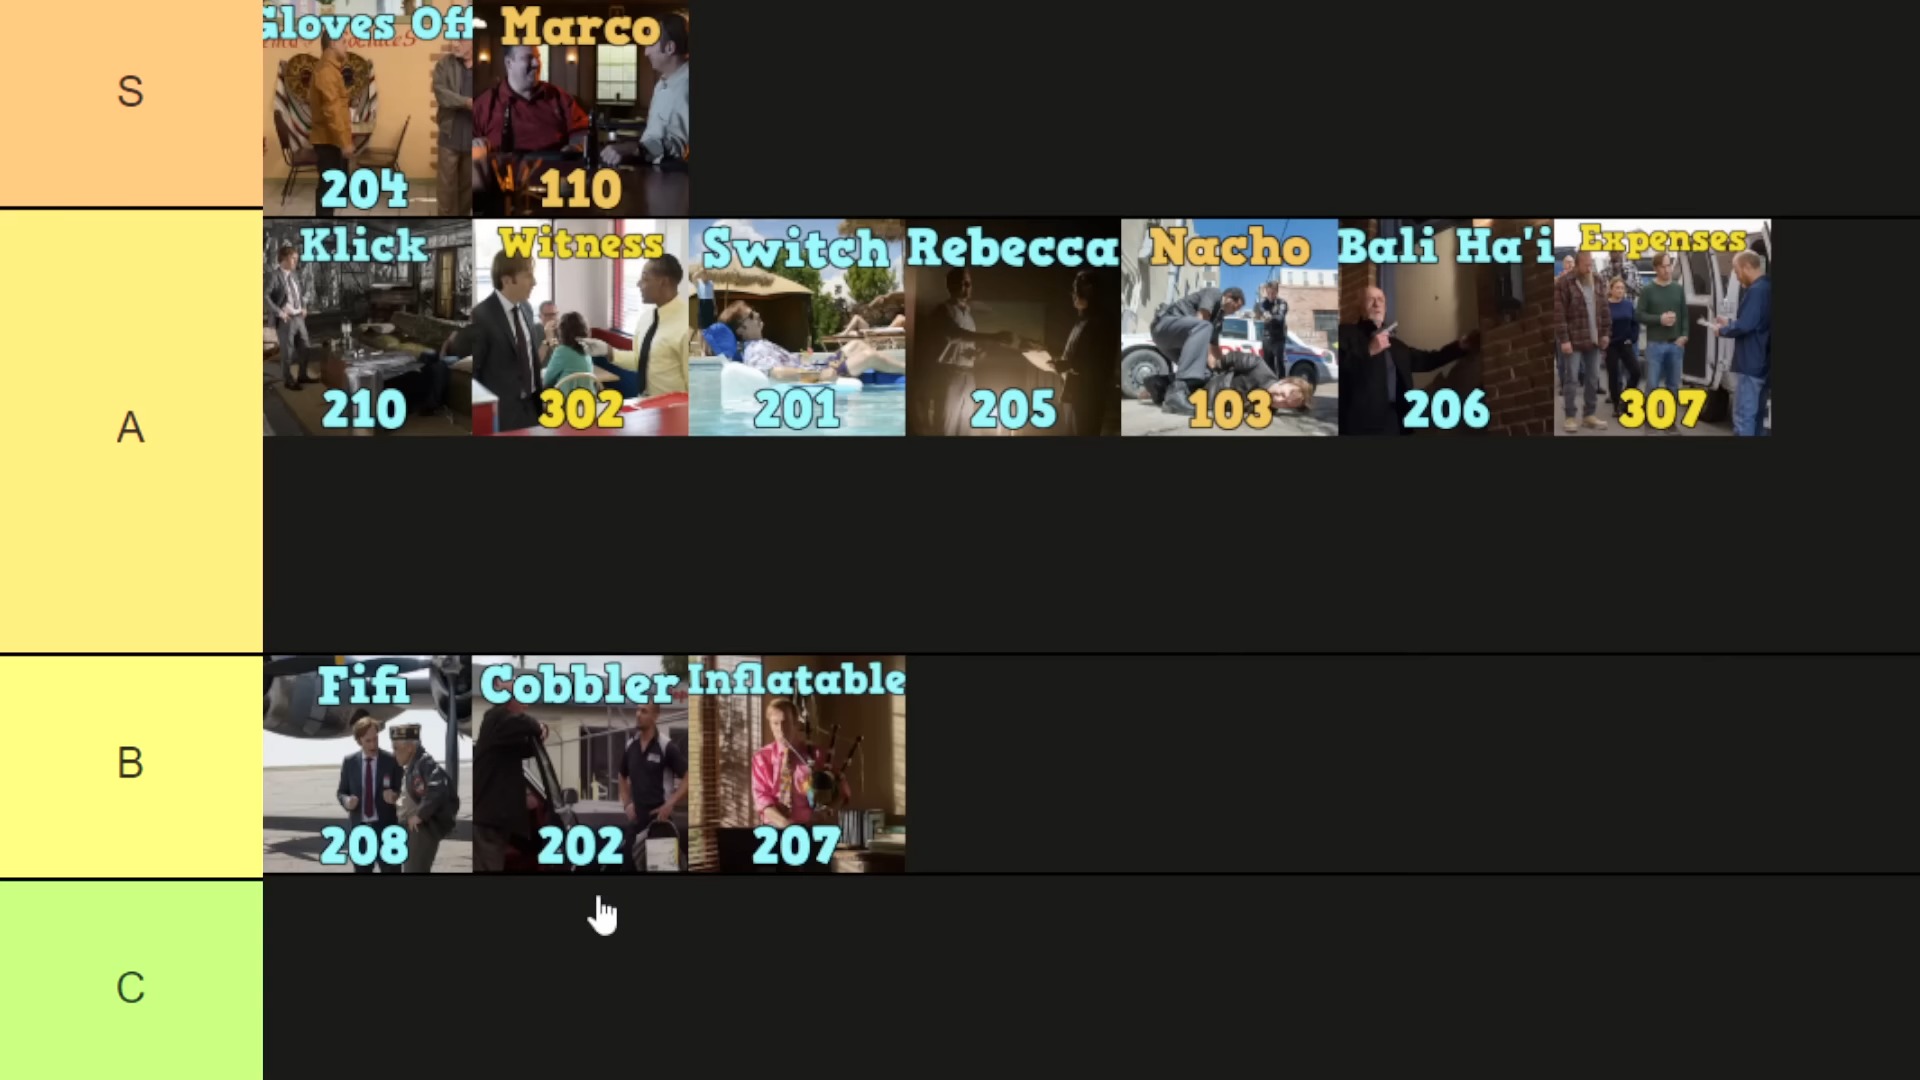 S
Gloves Off
204
Marco
110
A
Klick
210
Witness
302
Switch
201
Rebecca
205
Nacho
103
Bali Ha'i
206
Expenses
307
B
Fifi
208
Cobbler
202
Inflatable
207
C